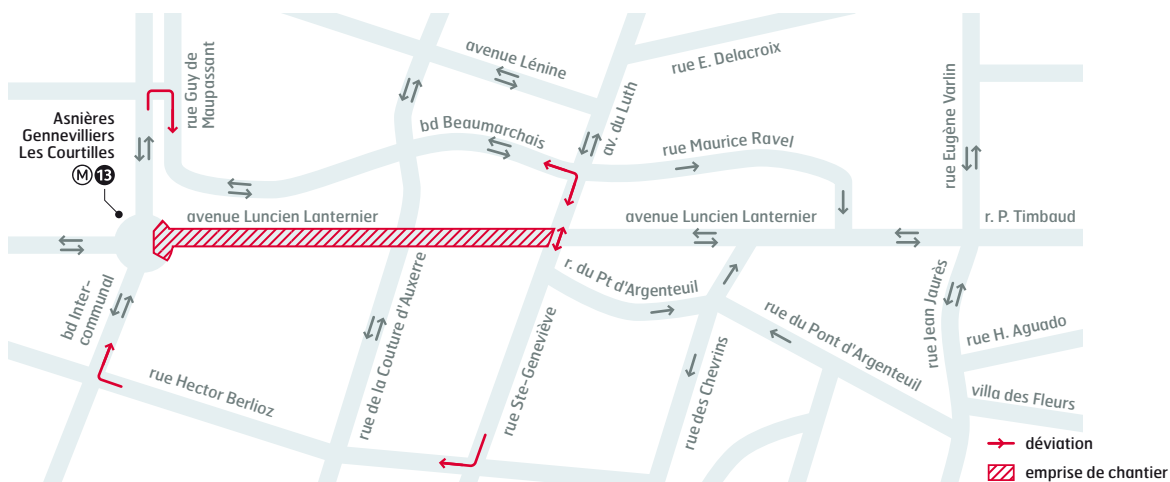 avenue Lénine
rue E. Delacroix
rue Guy de
Maupassant
av. du Luth
rue Eugène Varlin
Asnières
Gennevilliers
Les Courtilles
M 13
bd Beaumarchais
rue Maurice Ravel
avenue Luncien Lanternier
avenue Luncien Lanternier
r. P. Timbaud
bd Inter-
communal
r. du Pt d'Argenteuil
rue de la Couture d'Auxerre
rue Ste-Geneviève
rue des Chevrins
rue du Pont d'Argenteuil
rue Jean Jaurès
rue H. Aguado
villa des Fleurs
rue Hector Berlioz
déviation
emprise de chantier